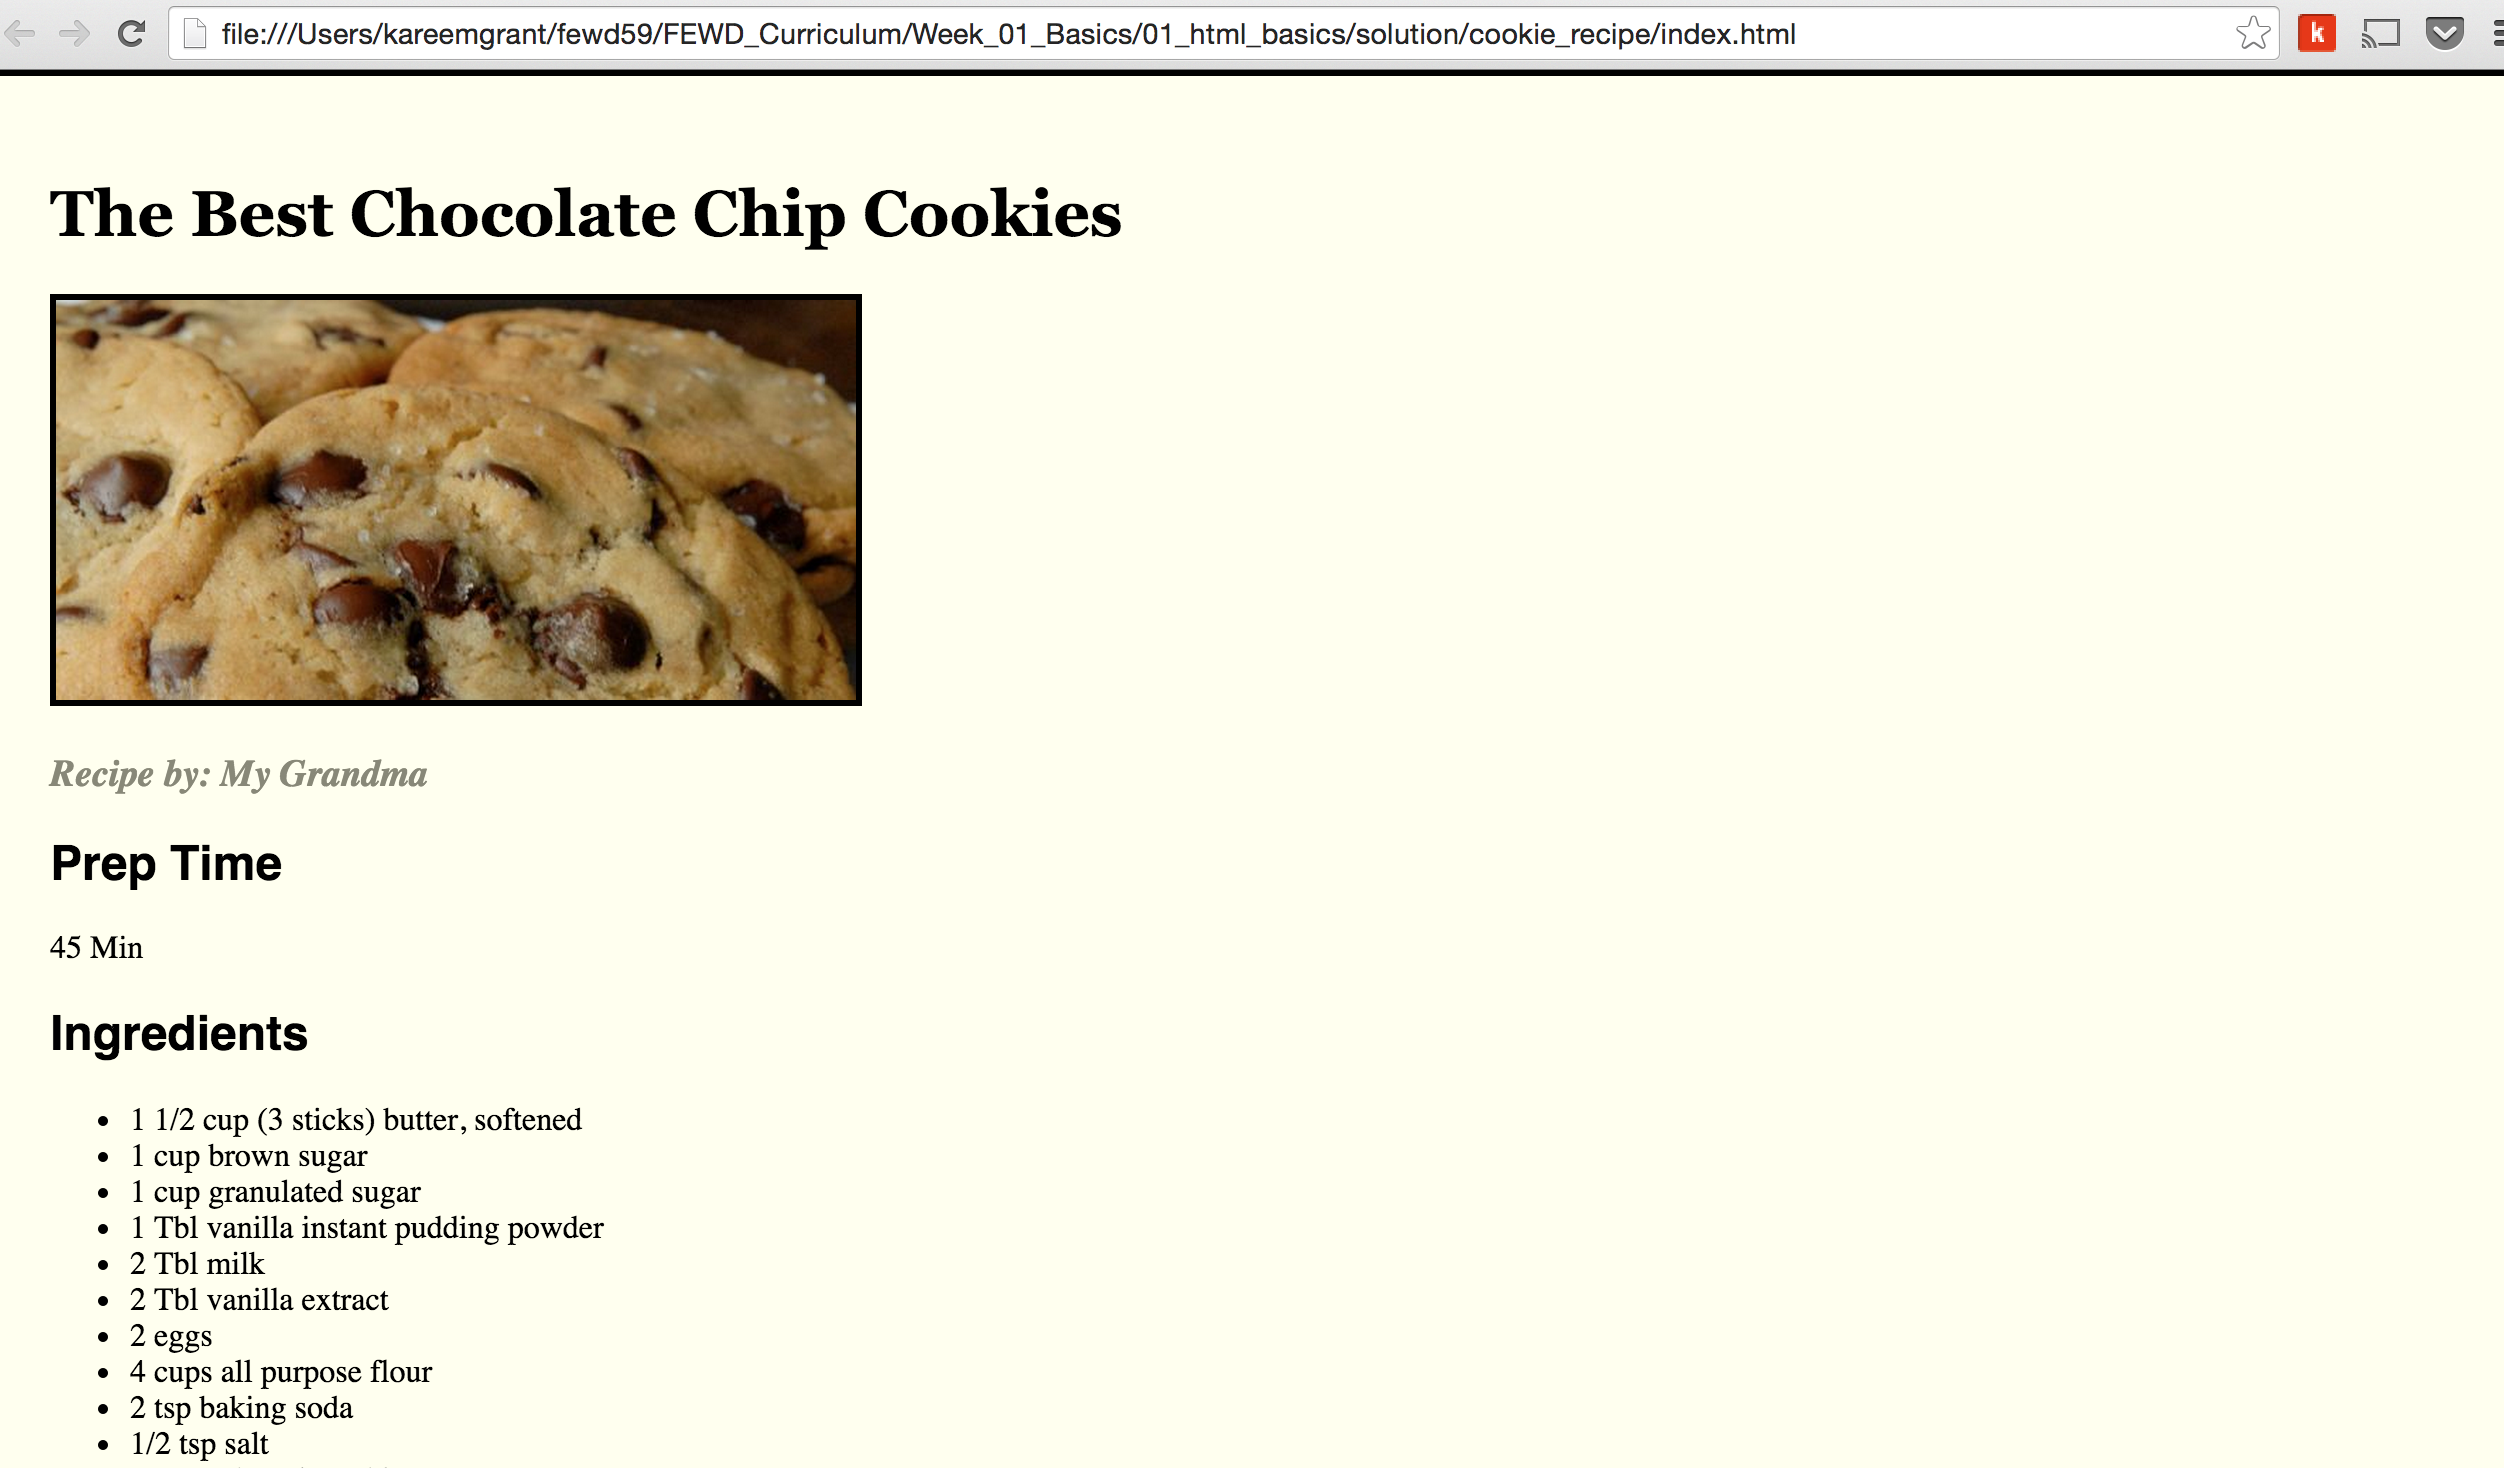 file:///Users/kareemgrant/fewd59/FEWD_Curriculum/Week_01_Basics/01_html_basics/solution/cookie_recipe/index.html
k
The Best Chocolate Chip Cookies
Recipe by: My Grandma
Prep Time
45 Min
Ingredients
• 1 1/2 cup (3 sticks) butter, softened
• 1 cup brown sugar
• 1 cup granulated sugar
• 1 Tbl vanilla instant pudding powder
• 2 Tbl milk
• 2 Tbl vanilla extract
• 2 eggs
• 4 cups all purpose flour
• 2 tsp baking soda
• 1/2 tsp salt